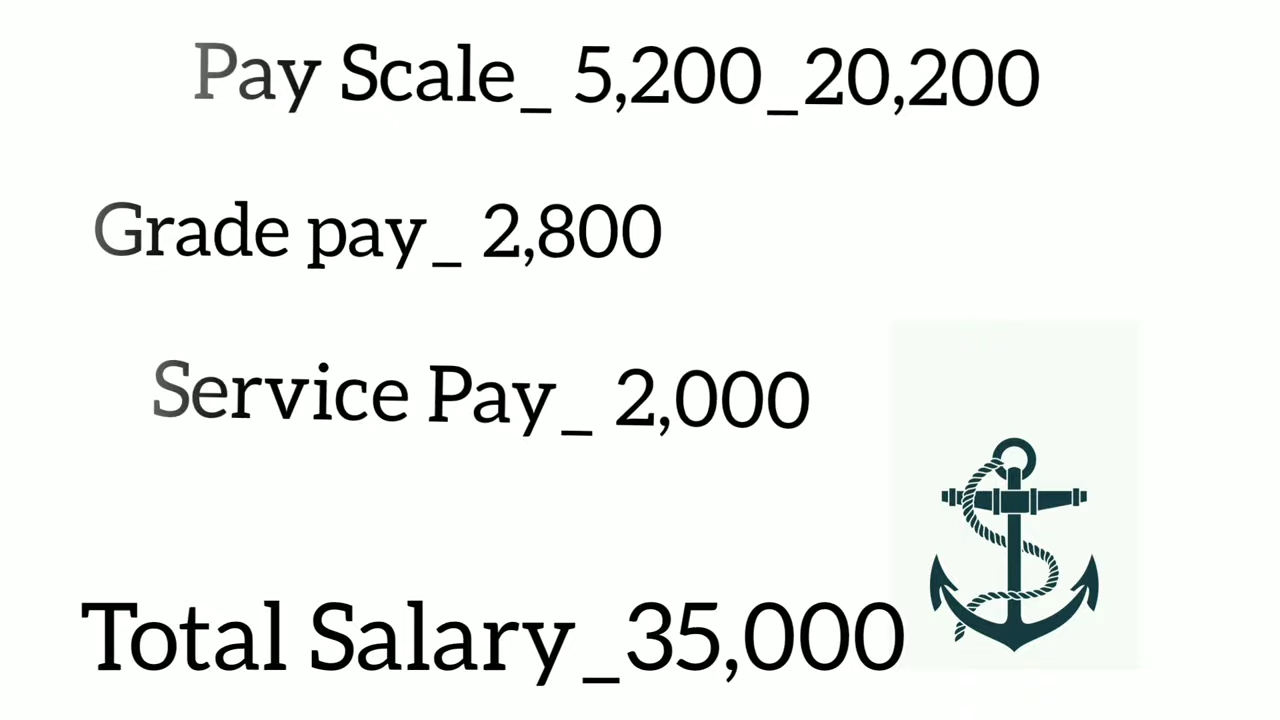 Pay Scale_ 5,200_20,200
Grade pay_ 2,800
Service Pay_ 2,000
Total Salary_35,000